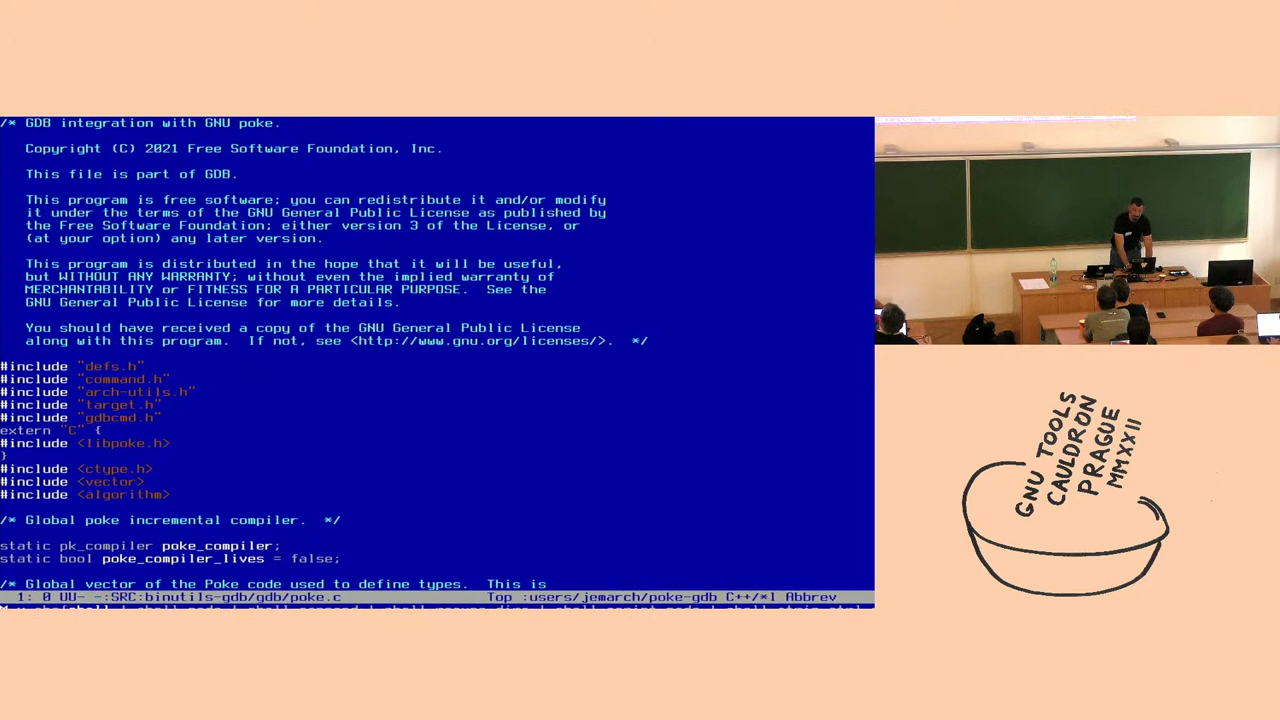 /* GDB integration with GNU poke.
Copyright (C) 2021 Free Software Foundation, Inc.
This file is part of GDB.
This program is free software; you can redistribute it and/or modify
it under the terms of the GNU General Public License as published by
the Free Software Foundation; either version 3 of the License, or
(at your option) any later version.
This program is distributed in the hope that it will be useful,
but WITHOUT ANY WARRANTY; without even the implied warranty of
MERCHANTABILITY or FITNESS FOR A PARTICULAR PURPOSE.  See the
GNU General Public License for more details.
You should have received a copy of the GNU General Public License
along with this program.  If not, see <http://www.gnu.org/licenses/>.  */
#include "defs.h"
#include "command.h"
#include "arch-utils.h"
#include "target.h"
#include "gdbcmd.h"
extern "C" {
#include <libpoke.h>
}
#include <ctype.h>
#include <vector>
#include <algorithm>
/* Global poke incremental compiler.  */
static pk_compiler poke_compiler;
static bool poke_compiler_lives = false;
/* Global vector of the Poke code used to define types.  This is
1: 0 UU- -:SRC:binutils-gdb/gdb/poke.c Top :users/jemarch/poke-gdb C++/*l Abbrev
GNU TOOLS
CAULDRON
PRAGUE
MMXXII